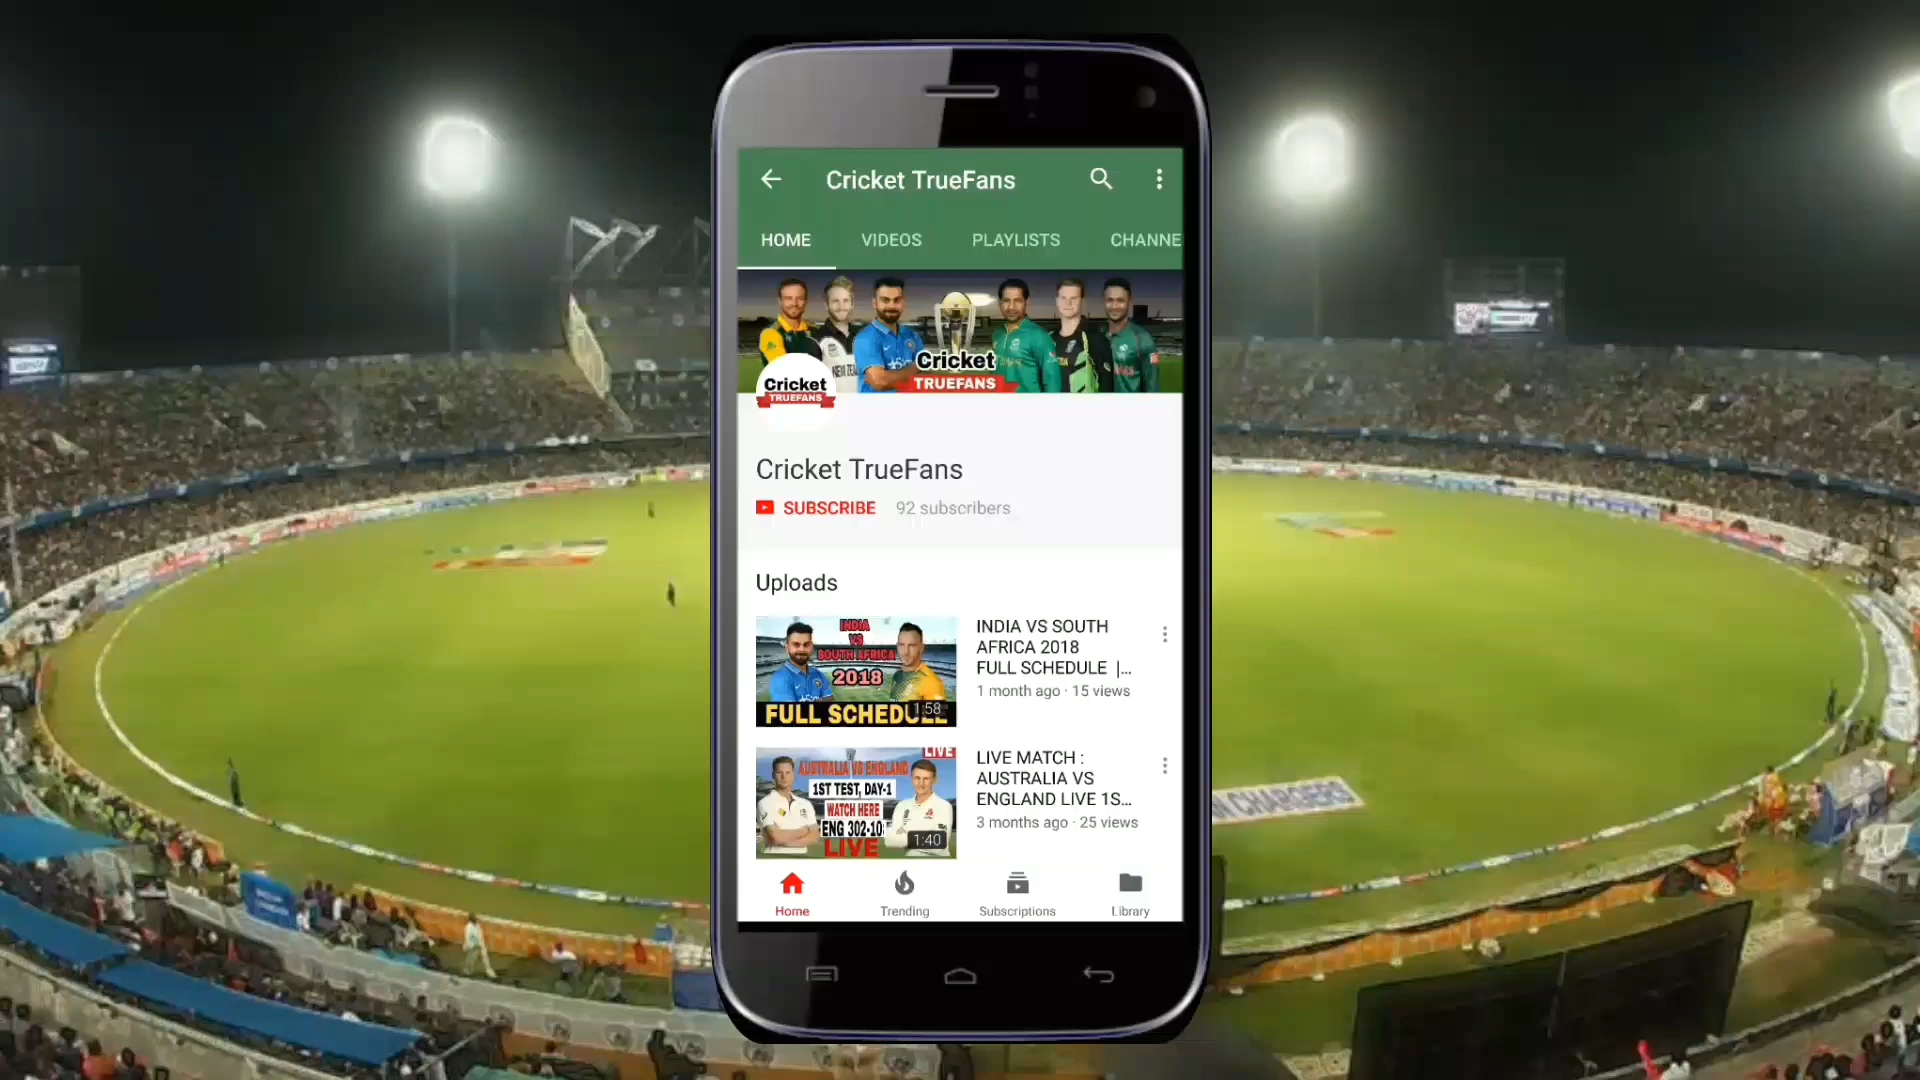 Cricket TrueFans
HOME VIDEOS PLAYLISTS CHANNE
Cricket
TRUEFANS
Cricket
TRUEFANS
Cricket TrueFans
SUBSCRIBE 92 subscribers
Uploads
INDIA
VS
SOUTH AFRICA
2018
FULL SCHEDULE
1:58
INDIA VS SOUTH
AFRICA 2018
FULL SCHEDULE |...
1 month ago · 15 views
LIVE
AUSTRALIA VS ENGLAND
1ST TEST, DAY-1
WATCH HERE
ENG 302-10
LIVE
1:40
LIVE MATCH :
AUSTRALIA VS
ENGLAND LIVE 1S...
3 months ago · 25 views
Home Trending Subscriptions Library
CHARGERS